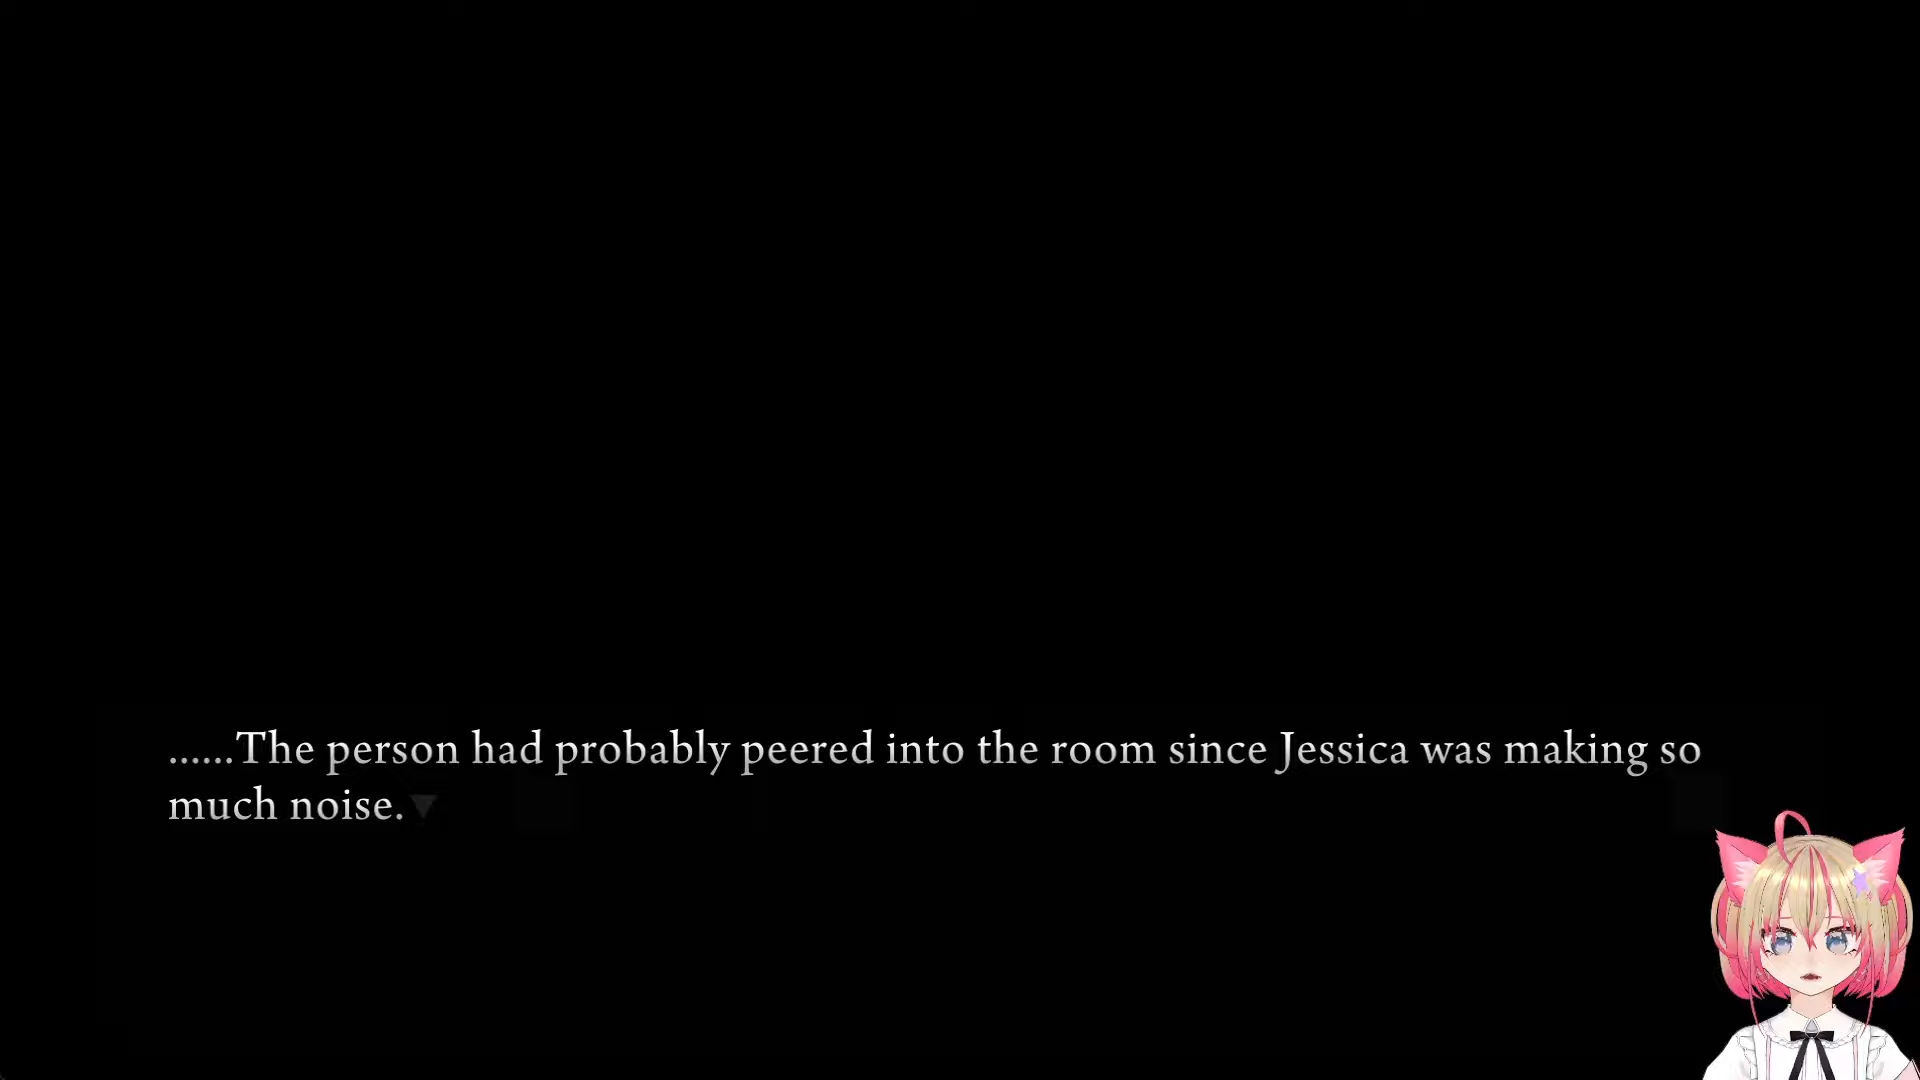 ......The person had probably peered into the room since Jessica was making so
much noise.